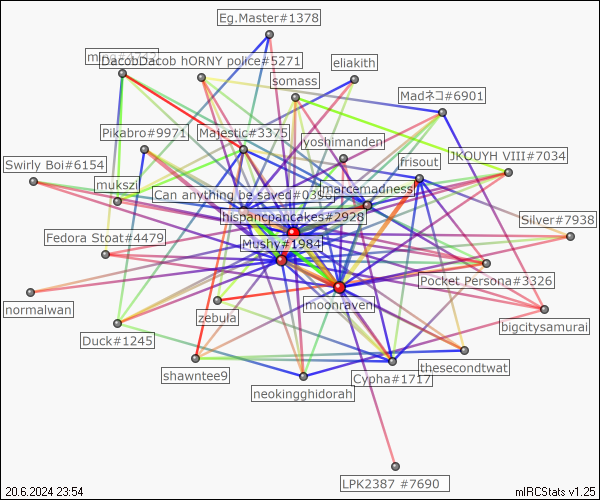 Eg.Master#1378
DacobDacob hORNY police#5271
eliakith
somass
Madネコ#6901
Pikabro#9971
Majestic#3375
yoshimanden
frisout
JKOUYH VIII#7034
Swirly Boi#6154
mukszi
Can anything be saved#0398
marcemadness
hispancpancakes#2928
Silver#7938
Fedora Stoat#4479
Mushy#1984
Pocket Persona#3326
normalwan
zebula
moonraven
bigcitysamurai
Duck#1245
thesecondtwat
shawntee9
Cypha#1717
neokingghidorah
LPK2387 #7690
20.6.2024 23:54
mIRCStats v1.25